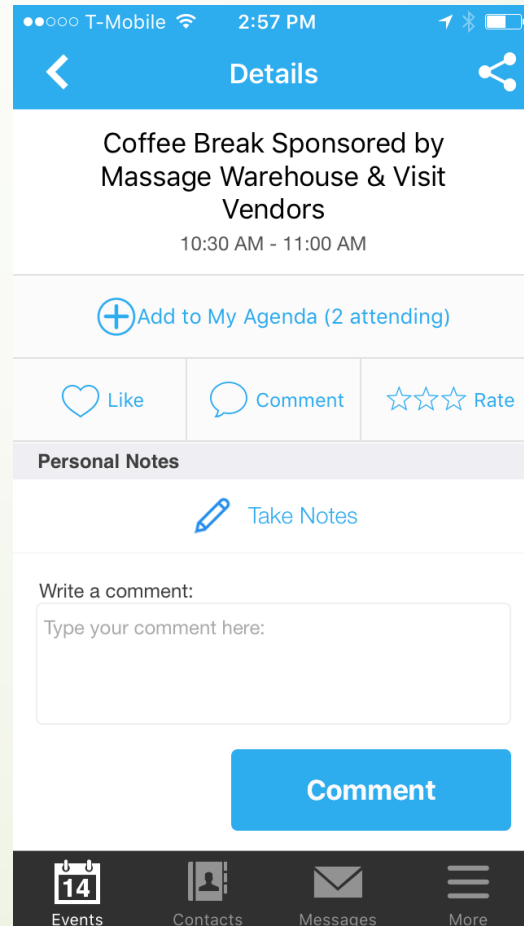 T-Mobile 2:57 PM
Details
Coffee Break Sponsored by
Massage Warehouse & Visit
Vendors
10:30 AM - 11:00 AM
Add to My Agenda (2 attending)
Like Comment Rate
Personal Notes
Take Notes
Write a comment:
Type your comment here:
Comment
14
Events Contacts Messages More